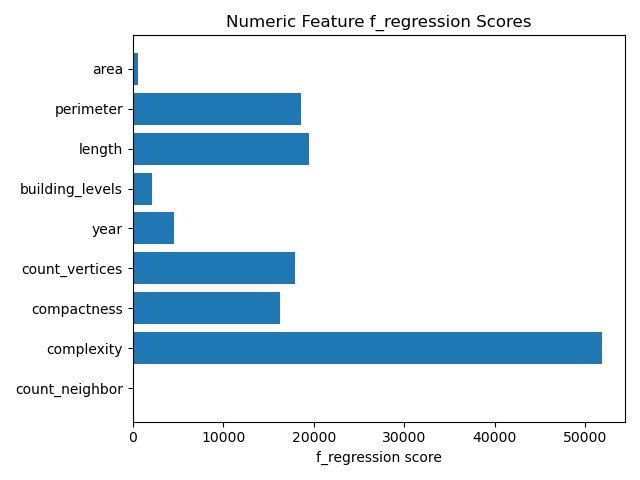 Numeric Feature f_regression Scores
area
perimeter
length
building_levels
year
count_vertices
compactness
complexity
count_neighbor
0 10000 20000 30000 40000 50000
f_regression score